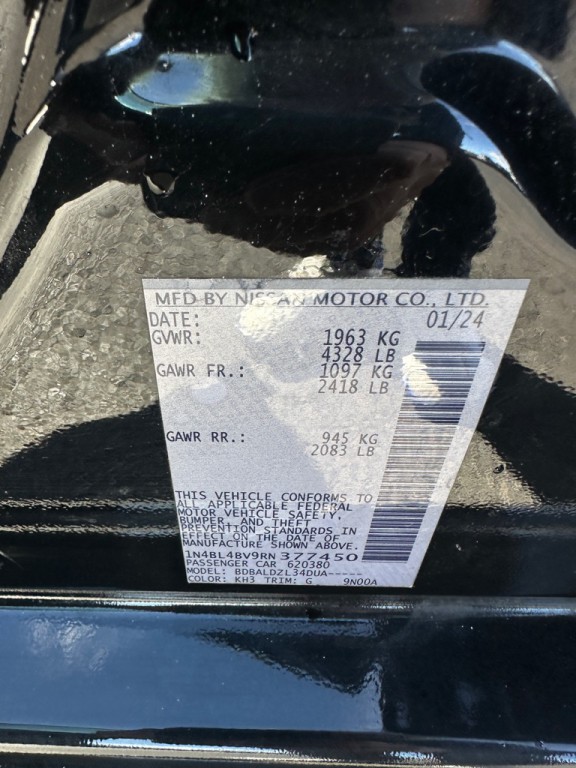 MFD BY NISSAN MOTOR CO., LTD.
DATE: 01/24
GVWR: 1963 KG
4328 LB
GAWR FR.: 1097 KG
2418 LB
GAWR RR.: 945 KG
2083 LB
THIS VEHICLE CONFORMS TO
ALL APPLICABLE FEDERAL
MOTOR VEHICLE SAFETY,
BUMPER, AND THEFT
PREVENTION STANDARDS IN
EFFECT ON THE DATE OF
MANUFACTURE SHOWN ABOVE.
1N4BL4BV9RN 377450
PASSENGER CAR 620380
MODEL: BDBALDZL34DUA-----
COLOR: KH3 TRIM: G 9N00A